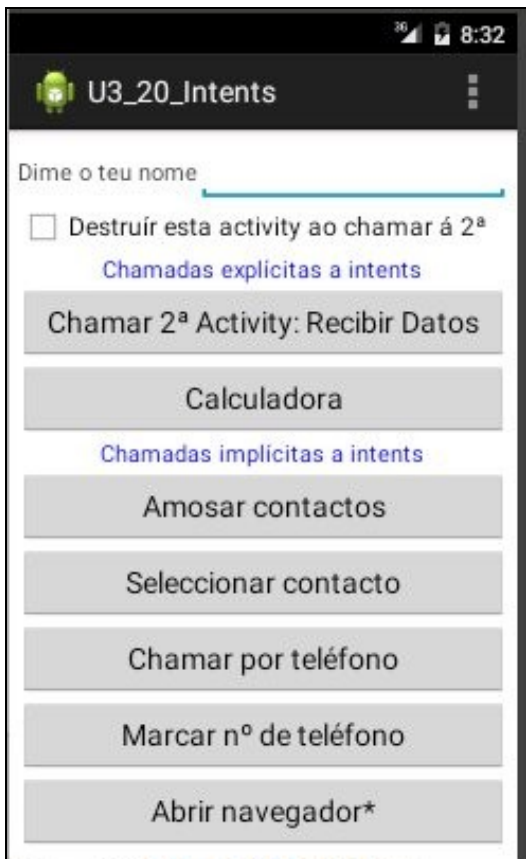 3G 8:32
U3_20_Intents
Dime o teu nome
Destruír esta activity ao chamar á 2ª
Chamadas explícitas a intents
Chamar 2ª Activity: Recibir Datos
Calculadora
Chamadas implícitas a intents
Amosar contactos
Seleccionar contacto
Chamar por teléfono
Marcar nº de teléfono
Abrir navegador*